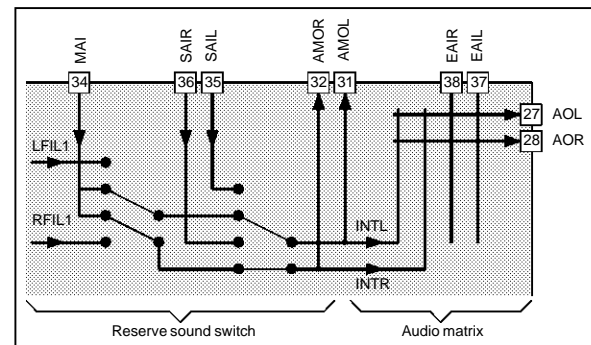 MAI
SAIR
SAIL
AMOR
AMOL
EAIR
EAIL
34
36
35
32
31
38
37
27
AOL
28
AOR
LFIL1
RFIL1
INTL
INTR
Reserve sound switch
Audio matrix